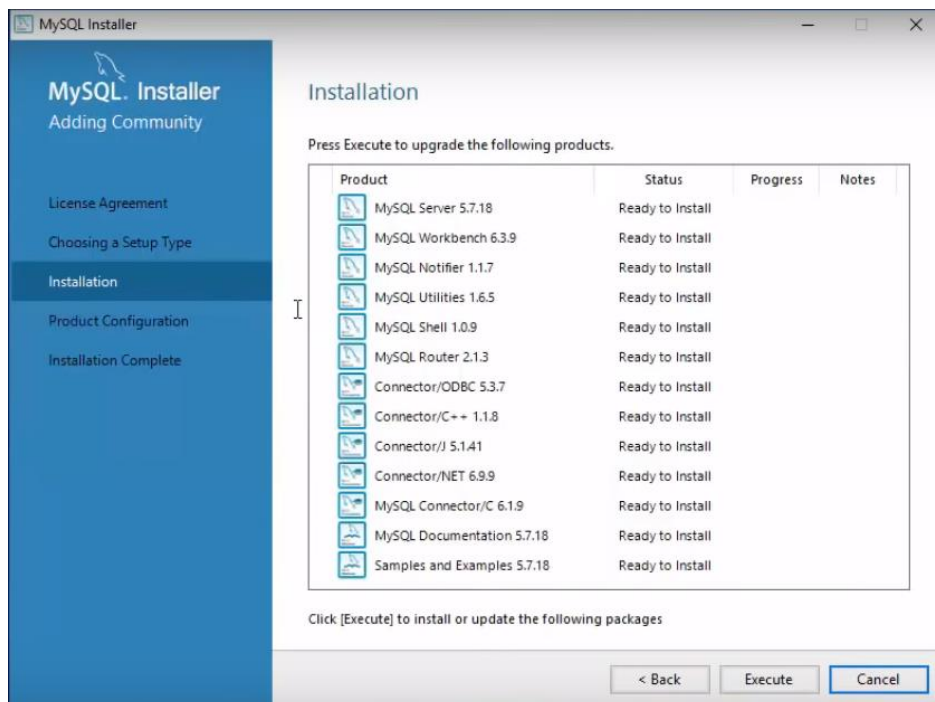 MySQL Installer
MySQL. Installer
Adding Community
License Agreement
Choosing a Setup Type
Installation
Product Configuration
Installation Complete
Installation
Press Execute to upgrade the following products.
Product Status Progress Notes
MySQL Server 5.7.18 Ready to Install
MySQL Workbench 6.3.9 Ready to Install
MySQL Notifier 1.1.7 Ready to Install
MySQL Utilities 1.6.5 Ready to Install
MySQL Shell 1.0.9 Ready to Install
MySQL Router 2.1.3 Ready to Install
Connector/ODBC 5.3.7 Ready to Install
Connector/C++ 1.1.8 Ready to Install
Connector/J 5.1.41 Ready to Install
Connector/NET 6.9.9 Ready to Install
MySQL Connector/C 6.1.9 Ready to Install
MySQL Documentation 5.7.18 Ready to Install
Samples and Examples 5.7.18 Ready to Install
Click [Execute] to install or update the following packages
< Back Execute Cancel